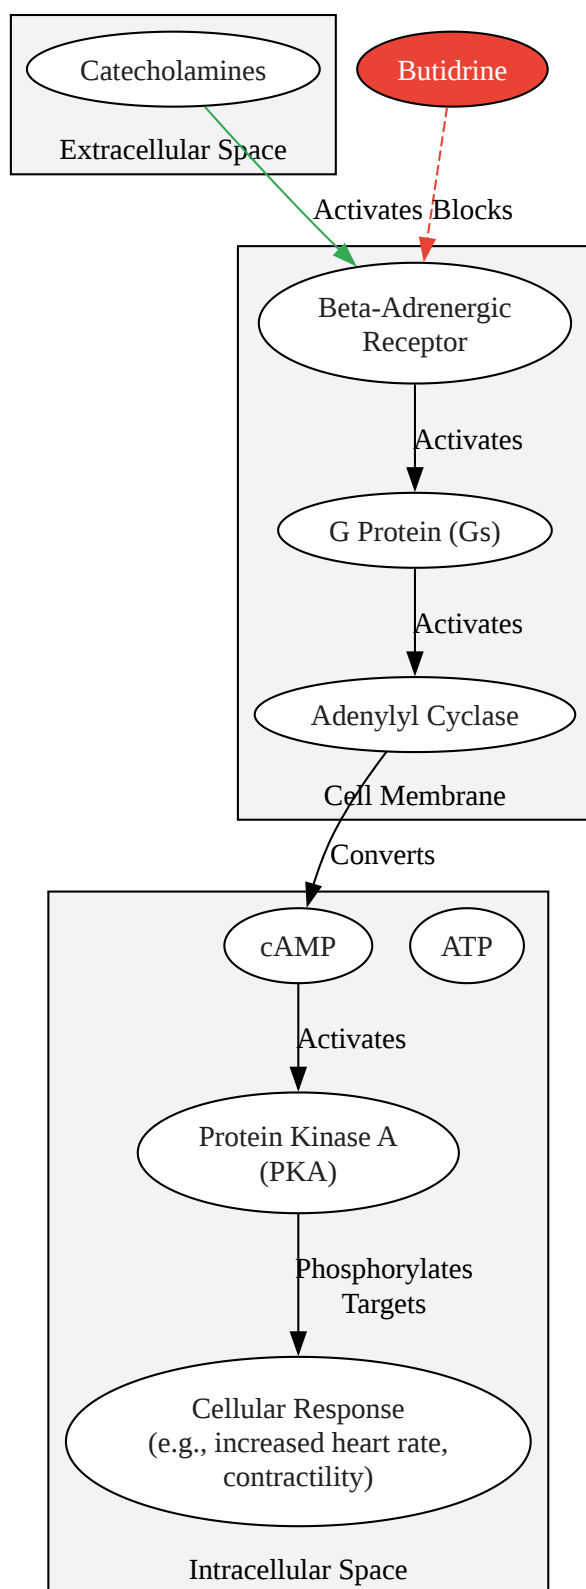 Catecholamines
Butidrine
Extracellular Space
Activates
Blocks
Beta-Adrenergic
Receptor
Activates
G Protein (Gs)
Activates
Adenylyl Cyclase
Cell Membrane
Converts
cAMP
ATP
Activates
Protein Kinase A
(PKA)
Phosphorylates
Targets
Cellular Response
(e.g., increased heart rate,
contractility)
Intracellular Space